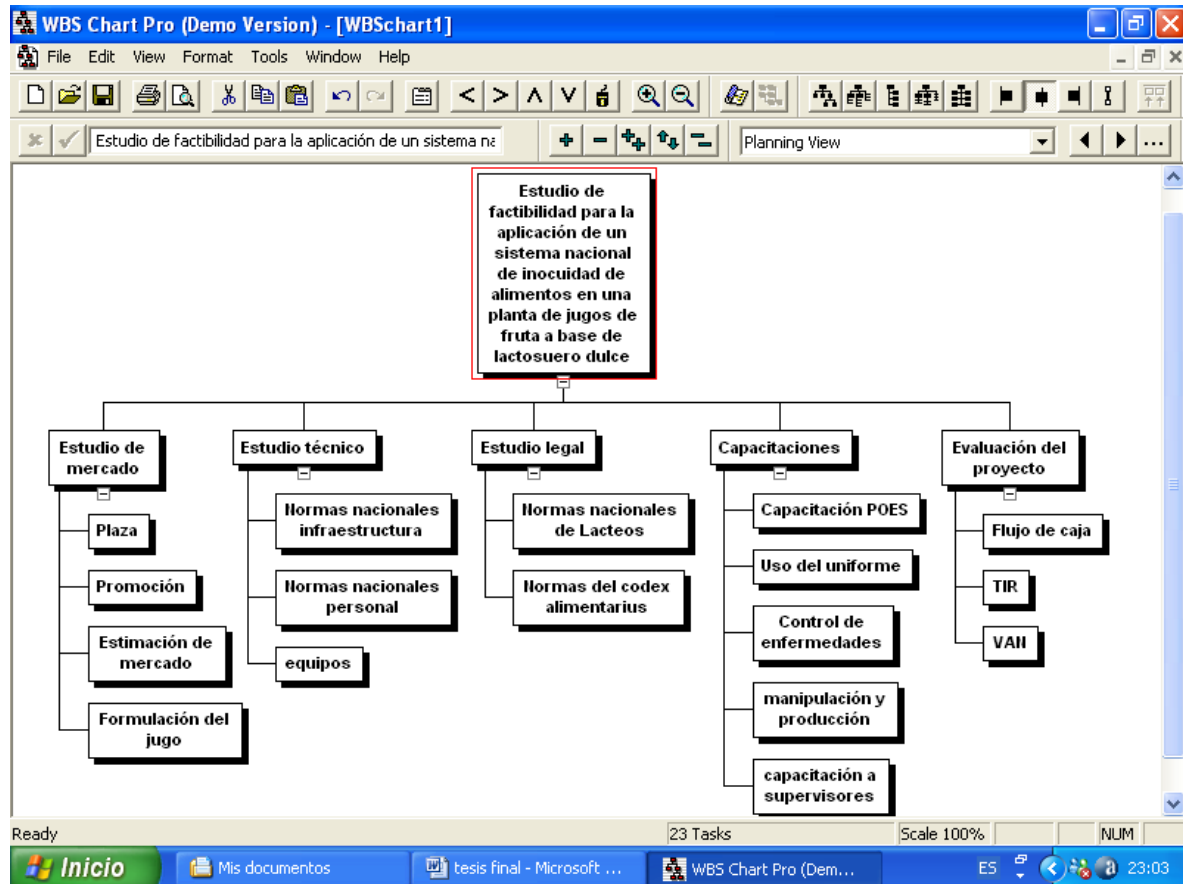 WBS Chart Pro (Demo Version) - [WBSchart1]
File Edit View Format Tools Window Help
Estudio de factibilidad para la aplicación de un sistema na
Planning View
Estudio de
factibilidad para la
aplicación de un
sistema nacional
de inocuidad de
alimentos en una
planta de jugos de
fruta a base de
lactosuero dulce
Estudio de
mercado
Plaza
Promoción
Estimación de
mercado
Formulación del
jugo
Estudio técnico
Normas nacionales
infraestructura
Normas nacionales
personal
equipos
Estudio legal
Normas nacionales
de Lacteos
Normas del codex
alimentarius
Capacitaciones
Capacitación POES
Uso del uniforme
Control de
enfermedades
manipulación y
producción
capacitación a
supervisores
Evaluación del
proyecto
Flujo de caja
TIR
VAN
Ready 23 Tasks Scale 100% NUM
Inicio Mis documentos tesis final - Microsoft ... WBS Chart Pro (Dem... ES 23:03